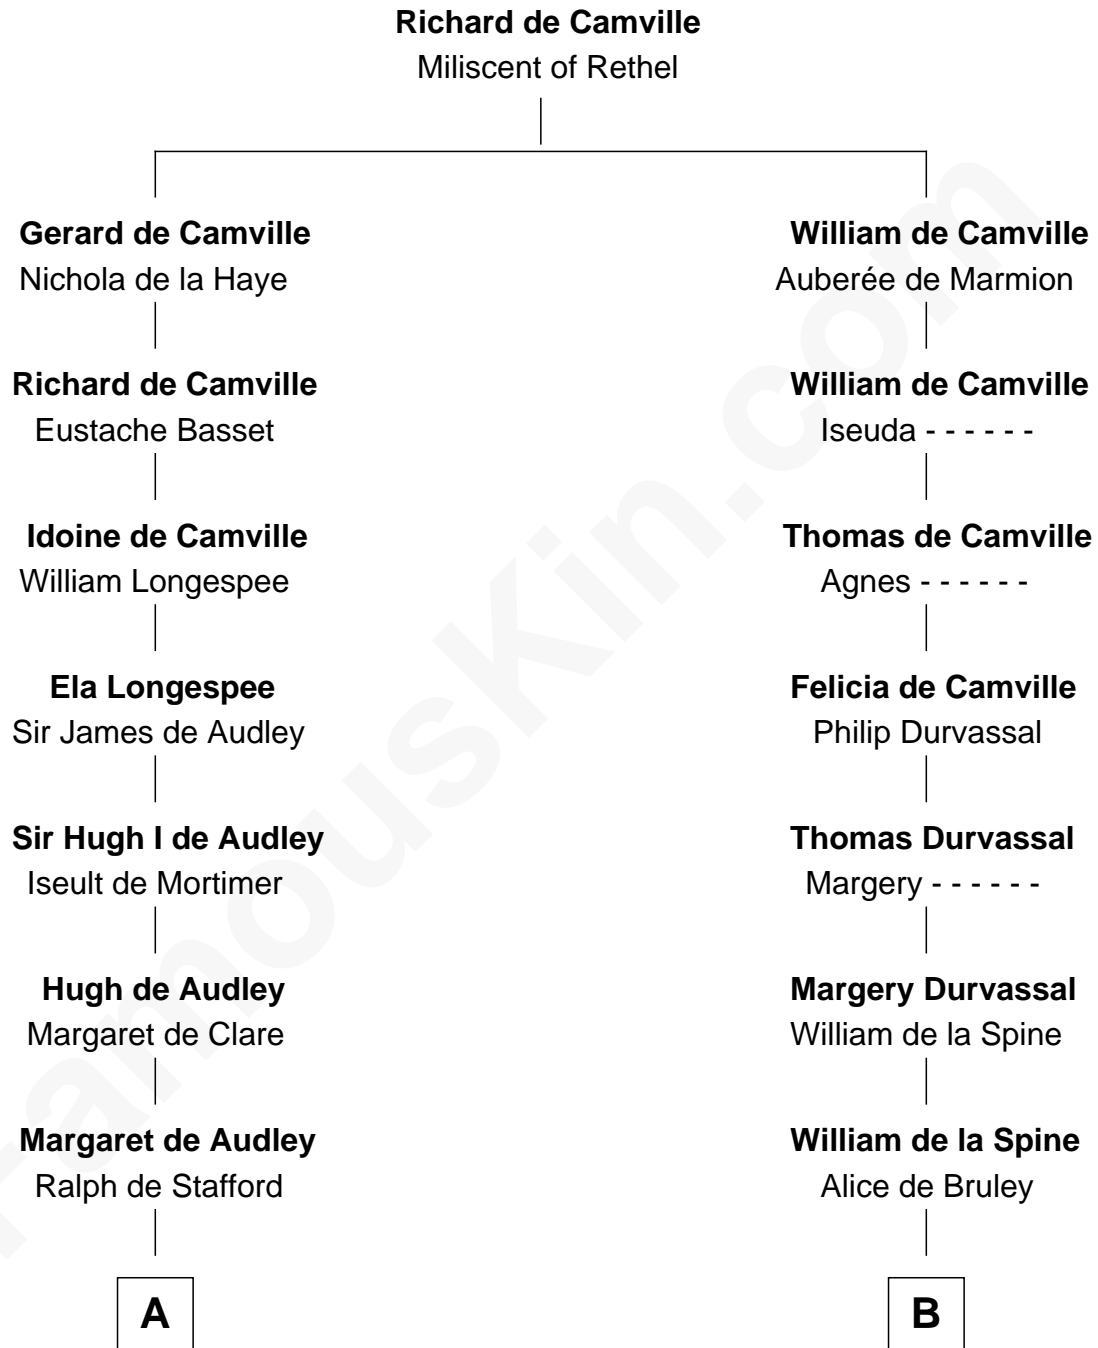 Richard de Camville
Miliscent of Rethel
Gerard de Camville
Nichola de la Haye
William de Camville
Auberée de Marmion
Richard de Camville
Eustache Basset
William de Camville
Iseuda - - - - - -
Idoine de Camville
William Longespee
Thomas de Camville
Agnes - - - - - -
Ela Longespee
Sir James de Audley
Felicia de Camville
Philip Durvassal
Sir Hugh I de Audley
Iseult de Mortimer
Thomas Durvassal
Margery - - - - - -
Hugh de Audley
Margaret de Clare
Margery Durvassal
William de la Spine
Margaret de Audley
Ralph de Stafford
William de la Spine
Alice de Bruley
A
B
FamousKin.com